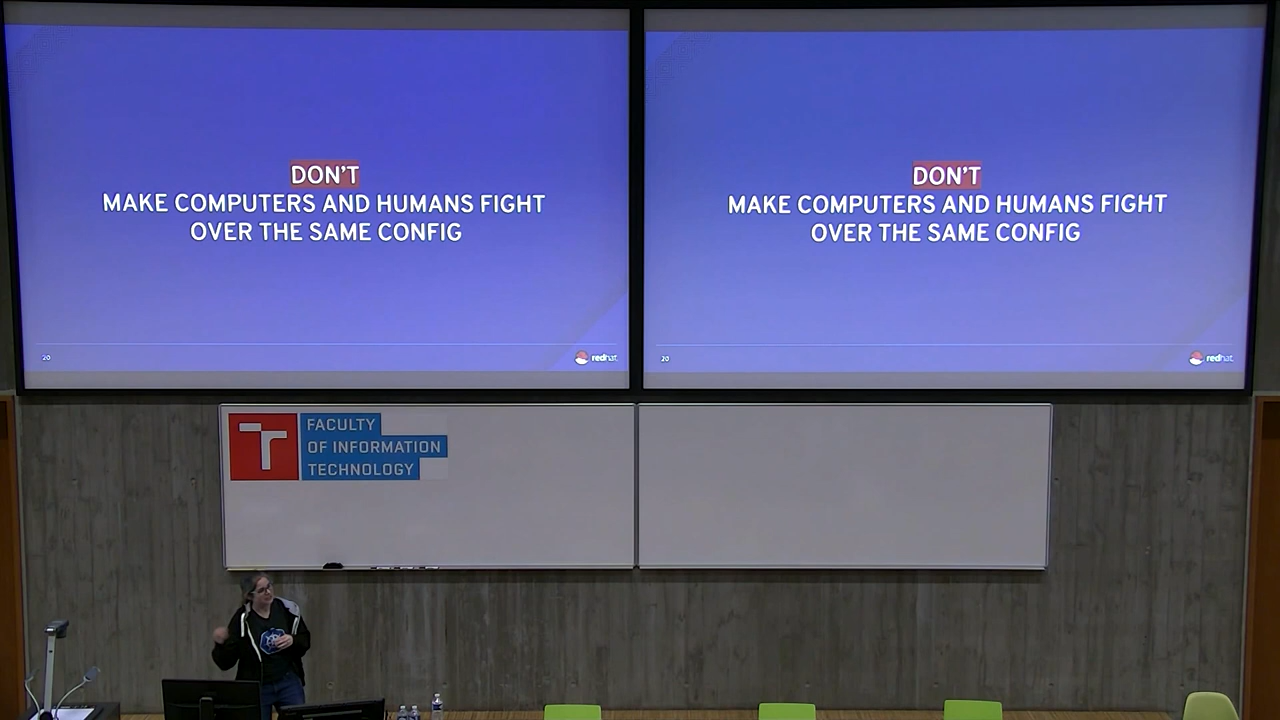 DON'T
MAKE COMPUTERS AND HUMANS FIGHT
OVER THE SAME CONFIG
20
redhat.
DON'T
MAKE COMPUTERS AND HUMANS FIGHT
OVER THE SAME CONFIG
20
redhat.
FACULTY
OF INFORMATION
TECHNOLOGY